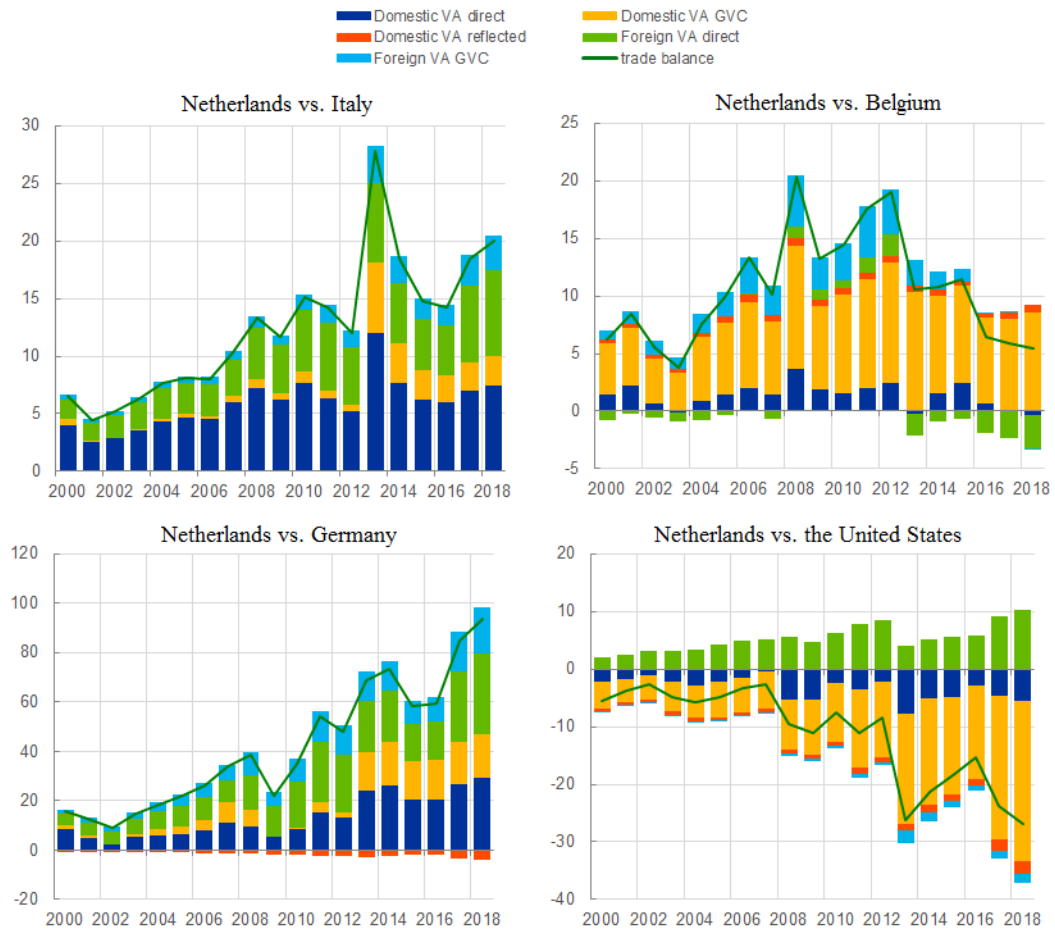 Domestic VA direct
Domestic VA GVC
Domestic VA reflected
Foreign VA direct
Foreign VA GVC
trade balance
Netherlands vs. Italy
30
25
20
15
10
5
0
2000 2002 2004 2006 2008 2010 2012 2014 2016 2018
Netherlands vs. Belgium
25
20
15
10
5
0
-5
2000 2002 2004 2006 2008 2010 2012 2014 2016 2018
Netherlands vs. Germany
120
100
80
60
40
20
0
-20
2000 2002 2004 2006 2008 2010 2012 2014 2016 2018
Netherlands vs. the United States
20
10
0
-10
-20
-30
-40
2000 2002 2004 2006 2008 2010 2012 2014 2016 2018